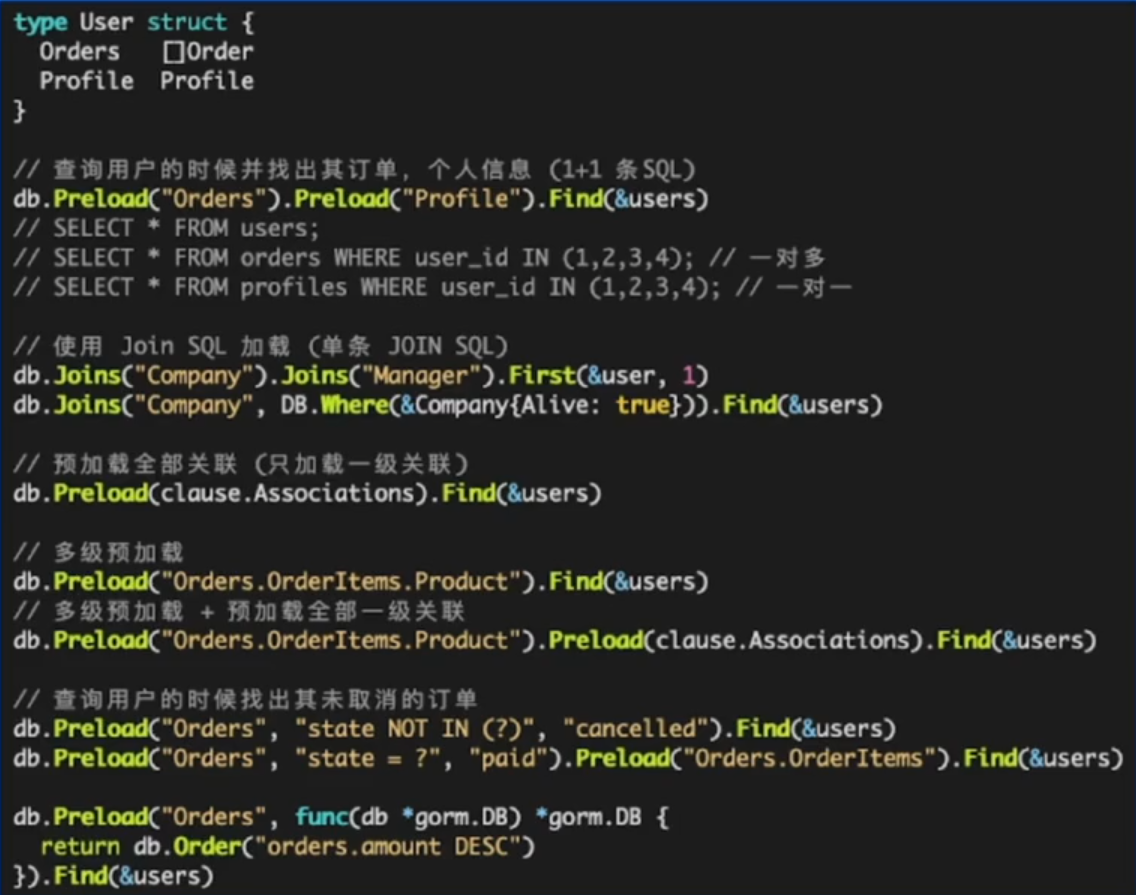 type User struct {
  Orders   []Order
  Profile  Profile
}

// 查询用户的时候并找出其订单，个人信息 (1+1 条SQL)
db.Preload("Orders").Preload("Profile").Find(&users)
// SELECT * FROM users;
// SELECT * FROM orders WHERE user_id IN (1,2,3,4); // 一对多
// SELECT * FROM profiles WHERE user_id IN (1,2,3,4); // 一对一

// 使用 Join SQL 加载 (单条 JOIN SQL)
db.Joins("Company").Joins("Manager").First(&user, 1)
db.Joins("Company", DB.Where(&Company{Alive: true})).Find(&users)

// 预加载全部关联 (只加载一级关联)
db.Preload(clause.Associations).Find(&users)

// 多级预加载
db.Preload("Orders.OrderItems.Product").Find(&users)
// 多级预加载 + 预加载全部一级关联
db.Preload("Orders.OrderItems.Product").Preload(clause.Associations).Find(&users)

// 查询用户的时候找出其未取消的订单
db.Preload("Orders", "state NOT IN (?)", "cancelled").Find(&users)
db.Preload("Orders", "state = ?", "paid").Preload("Orders.OrderItems").Find(&users)

db.Preload("Orders", func(db *gorm.DB) *gorm.DB {
  return db.Order("orders.amount DESC")
}).Find(&users)